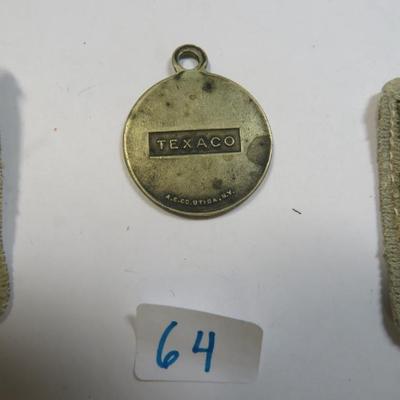 TEXACO
A.E.CO. UTICA, N.Y.
64